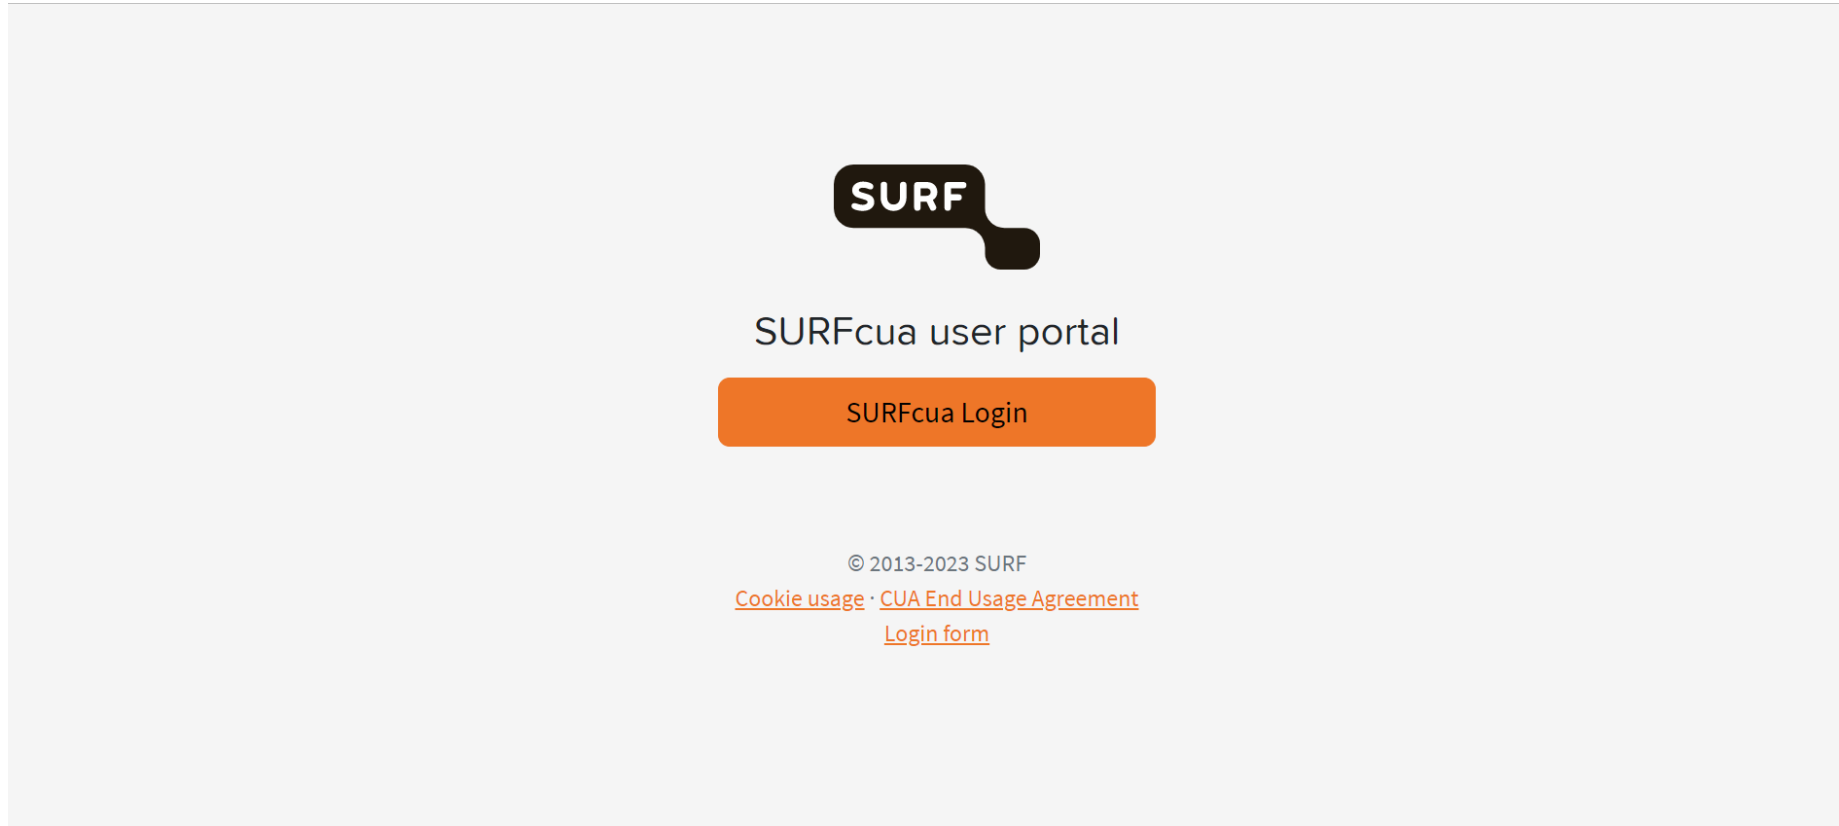 SURF
SURFcua user portal
SURFcua Login
© 2013-2023 SURF
Cookie usage · CUA End Usage Agreement
Login form